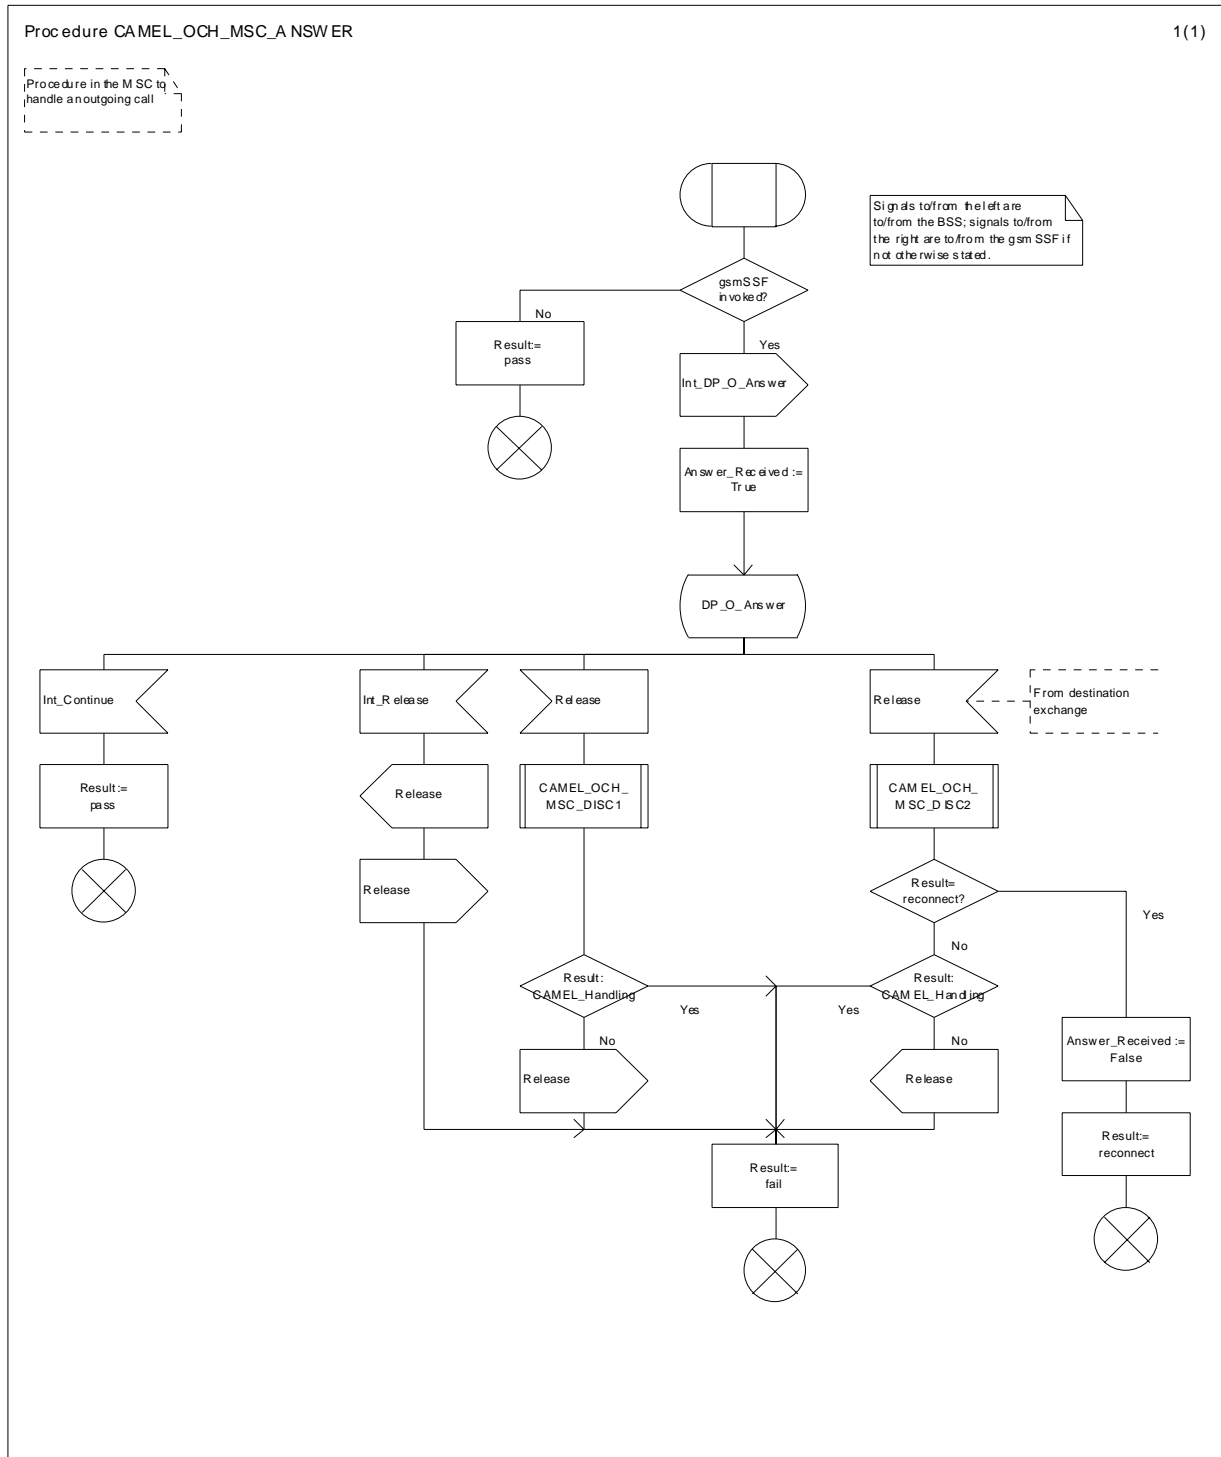 Procedure CAMEL_OCH_MSC_ANSWER
1(1)
Procedure in the MSC to
handle an outgoing call
Signals to/from the left are
to/from the BSS; signals to/from
the right are to/from the gsmSSF if
not otherwise stated.
gsmSSF
invoked?
No
Yes
Result:=
pass
Int_DP_O_Answer
Answer_Received :=
True
DP_O_Answer
Int_Continue
Int_Release
Release
Release
From destination
exchange
Result:=
pass
Release
CAMEL_OCH_
MSC_DISC1
CAMEL_OCH_
MSC_DISC2
Release
Result=
reconnect?
Yes
No
Result:
CAMEL_Handling
Result:
CAMEL_Handling
Yes
Yes
No
No
Answer_Received :=
False
Release
Release
Result:=
reconnect
Result:=
fail